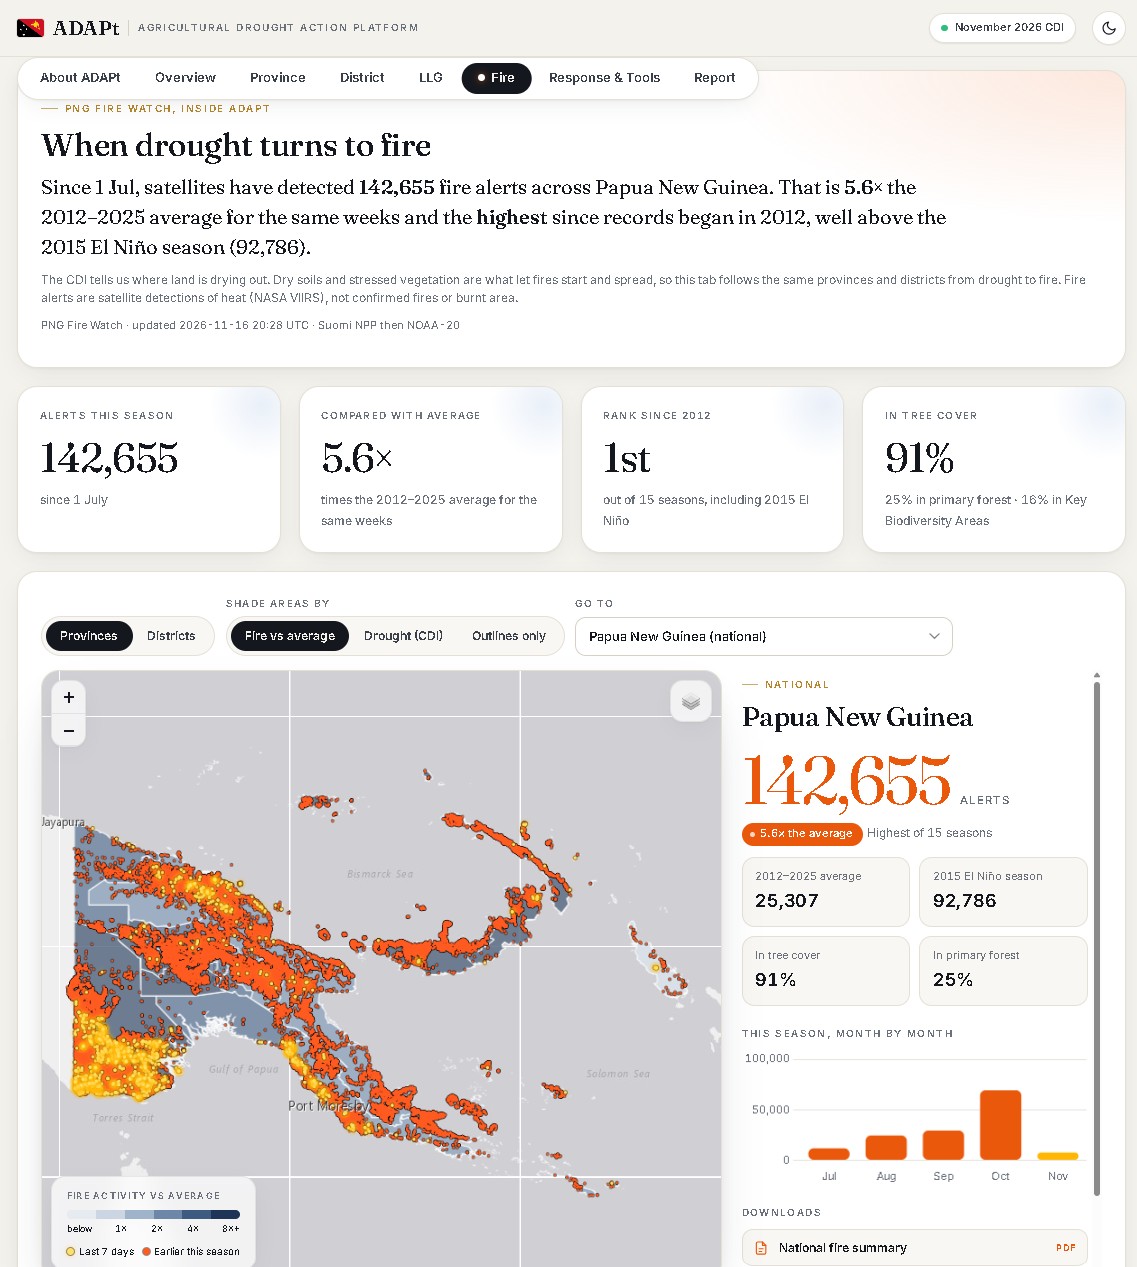 ADAPt
AGRICULTURAL DROUGHT ACTION PLATFORM
November 2026 CDI
About ADAPt
Overview
Province
District
LLG
Fire
Response & Tools
Report
PNG FIRE WATCH, INSIDE ADAPT
When drought turns to fire
Since 1 Jul, satellites have detected 142,655 fire alerts across Papua New Guinea. That is 5.6× the
2012–2025 average for the same weeks and the highest since records began in 2012, well above the
2015 El Niño season (92,786).
The CDI tells us where land is drying out. Dry soils and stressed vegetation are what let fires start and spread, so this tab follows the same provinces and districts from drought to fire. Fire
alerts are satellite detections of heat (NASA VIIRS), not confirmed fires or burnt area.
PNG Fire Watch · updated 2026-11-16 20:28 UTC · Suomi NPP then NOAA-20
ALERTS THIS SEASON
142,655
since 1 July
COMPARED WITH AVERAGE
5.6×
times the 2012–2025 average for the
same weeks
RANK SINCE 2012
1st
out of 15 seasons, including 2015 El
Niño
IN TREE COVER
91%
25% in primary forest · 16% in Key
Biodiversity Areas
Provinces
Districts
SHADE AREAS BY
Fire vs average
Drought (CDI)
Outlines only
GO TO
Papua New Guinea (national)
+
−
Jayapura
Bismarck Sea
Gulf of Papua
Solomon Sea
Port Moresby
Torres Strait
FIRE ACTIVITY VS AVERAGE
below 1× 2× 4× 8×+
Last 7 days
Earlier this season
NATIONAL
Papua New Guinea
142,655 ALERTS
5.6x the average
Highest of 15 seasons
2012–2025 average
25,307
2015 El Niño season
92,786
In tree cover
91%
In primary forest
25%
THIS SEASON, MONTH BY MONTH
100,000
50,000
0
Jul Aug Sep Oct Nov
DOWNLOADS
National fire summary
PDF